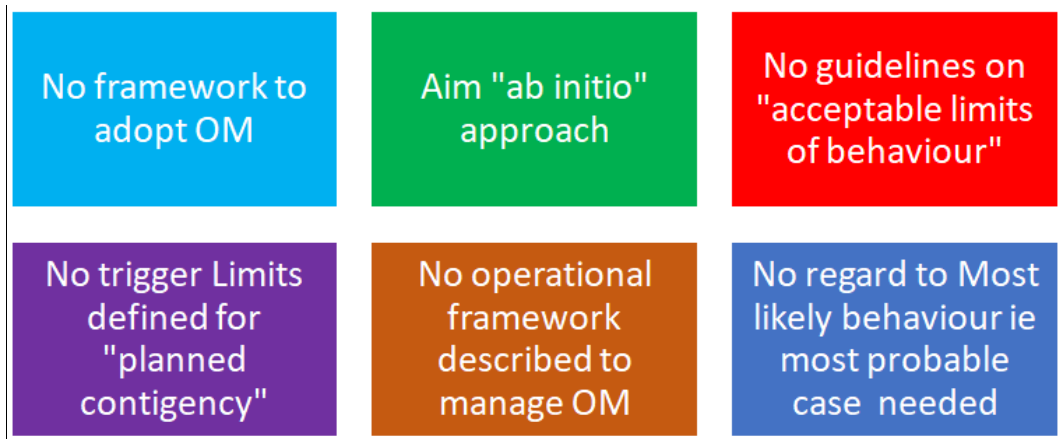 No framework to
adopt OM
Aim "ab initio"
approach
No guidelines on
"acceptable limits
of behaviour"
No trigger Limits
defined for
"planned
contigency"
No operational
framework
described to
manage OM
No regard to Most
likely behaviour ie
most probable
case needed